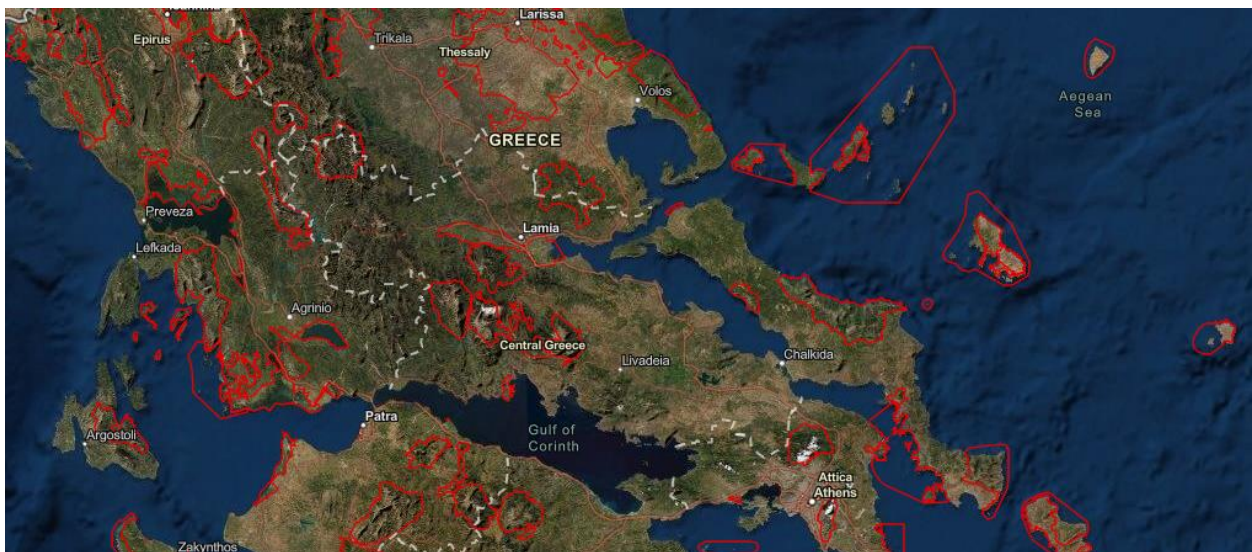 Larissa
Epirus
Trikala
Thessaly
Volos
Aegean
Sea
GREECE
Preveza
Lamia
Lefkada
Agrinio
Central Greece
Livadeia
Chalkida
Patra
Gulf of
Corinth
Argostoli
Attica
Athens
Zakynthos